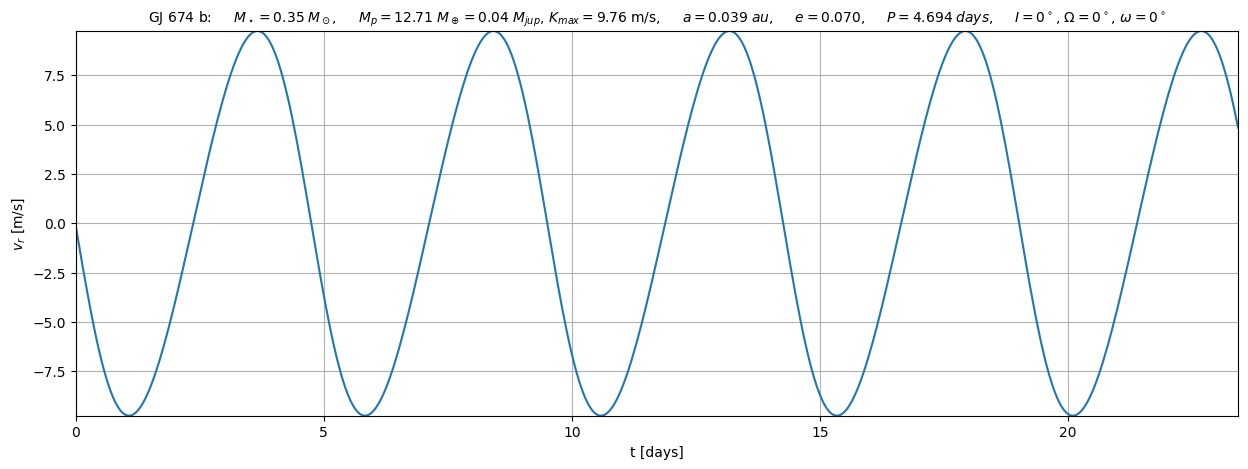 GJ 674 b: M⋆ = 0.35 M⊙, Mp = 12.71 M⊕ = 0.04 Mjup, Kmax = 9.76 m/s, a = 0.039 au, e = 0.070, P = 4.694 days, I = 0°, Ω = 0°, ω = 0°
7.5
5.0
2.5
0.0
−2.5
−5.0
−7.5
vr [m/s]
0 5 10 15 20
t [days]